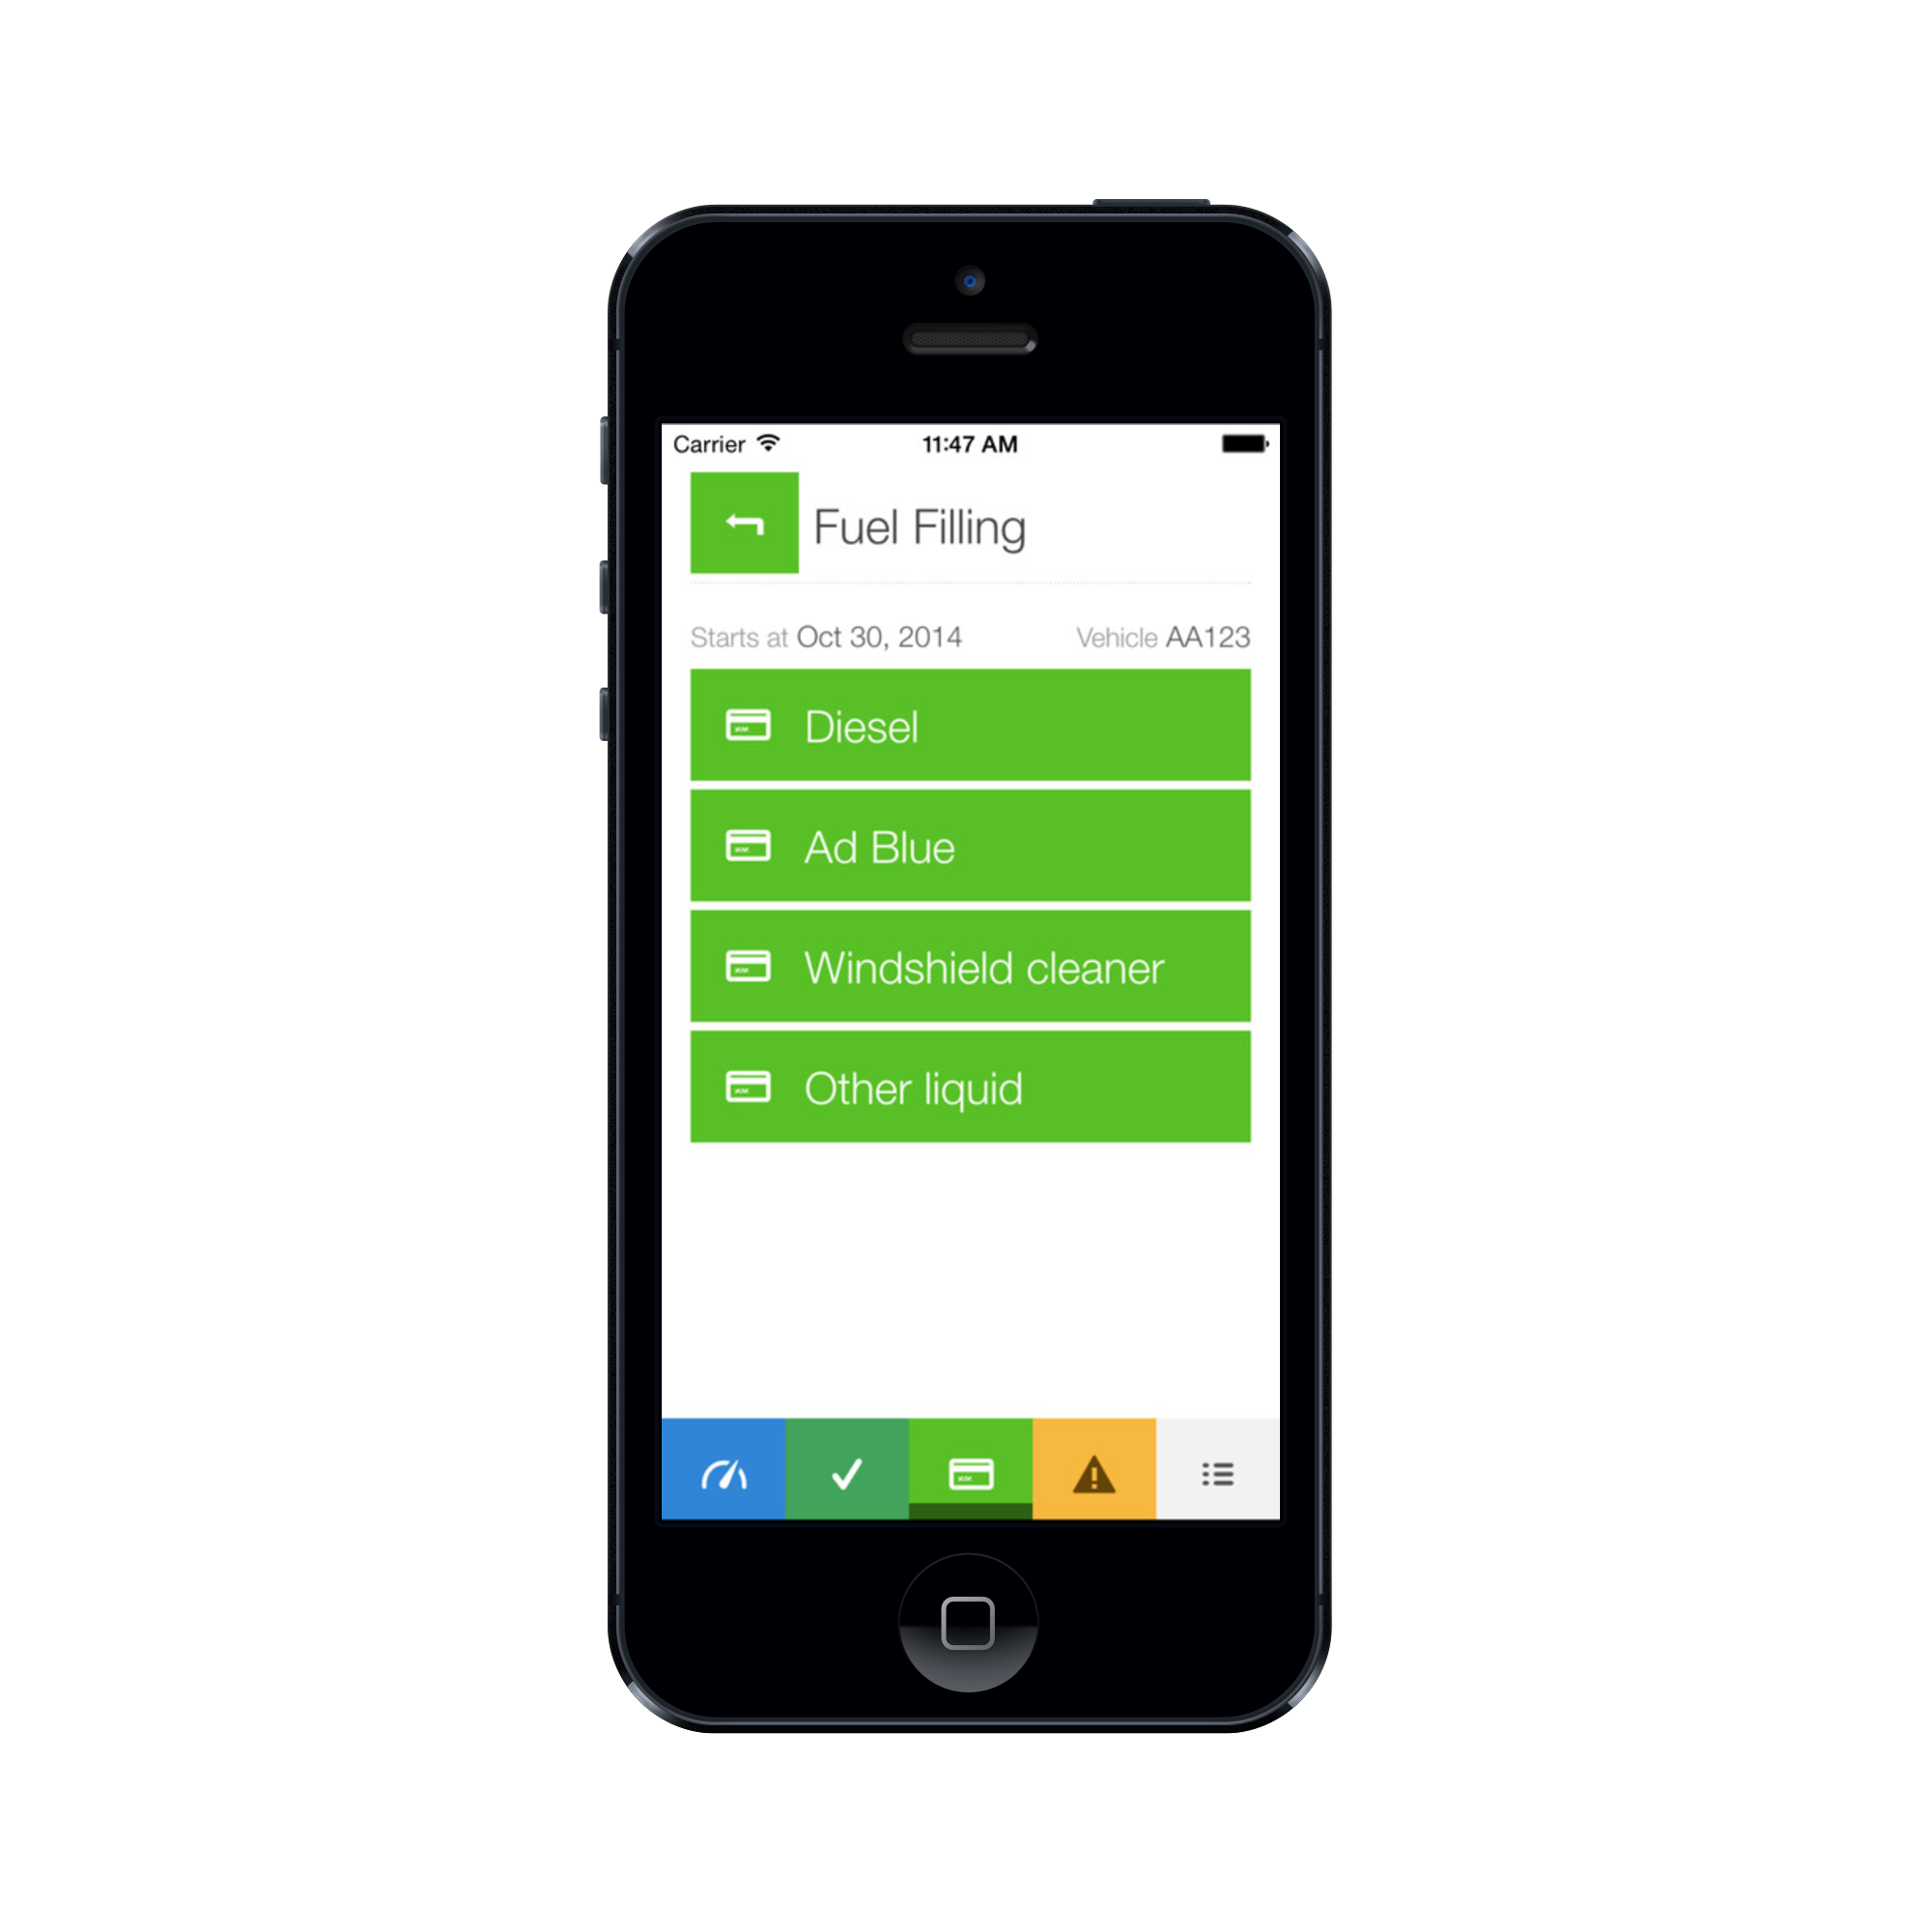 Carrier 11:47 AM
Fuel Filling
Starts at Oct 30, 2014 Vehicle AA123
Diesel
Ad Blue
Windshield cleaner
Other liquid